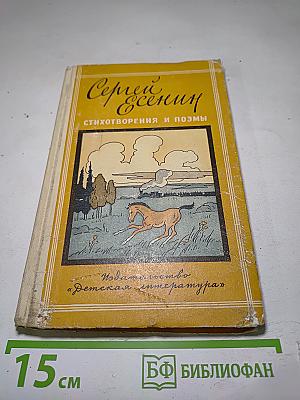 Сергей
Есенин
СТИХОТВОРЕНИЯ И ПОЭМЫ
Издательство
«Детская литература»
15 см
БФ БИБЛИОФАН